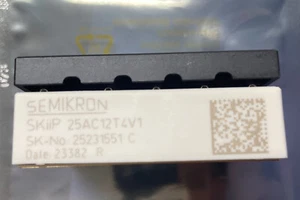 SEMIKRON
SKiiP 25AC12T4V1
SK-No. 25231551 C
Date: 23382 R